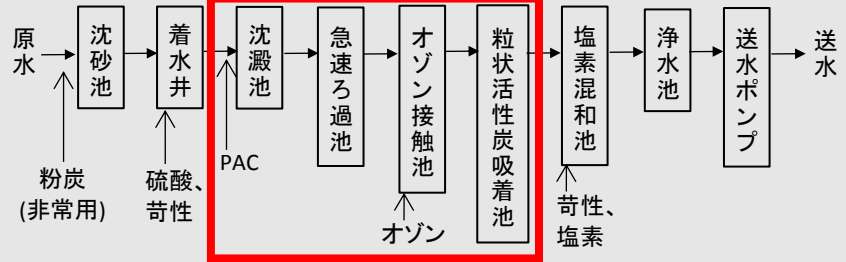 原水
沈砂池
着水井
沈澱池
急速ろ過池
オゾン接触池
粒状活性炭吸着池
塩素混和池
浄水池
送水ポンプ
送水
粉炭
(非常用)
硫酸、
苛性
PAC
オゾン
苛性、
塩素